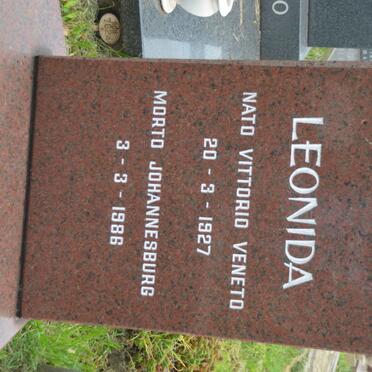 LEONIDA
NATO VITTORIO VENETO
20 - 3 - 1927
MORTO JOHANNESBURG
3 - 3 - 1986